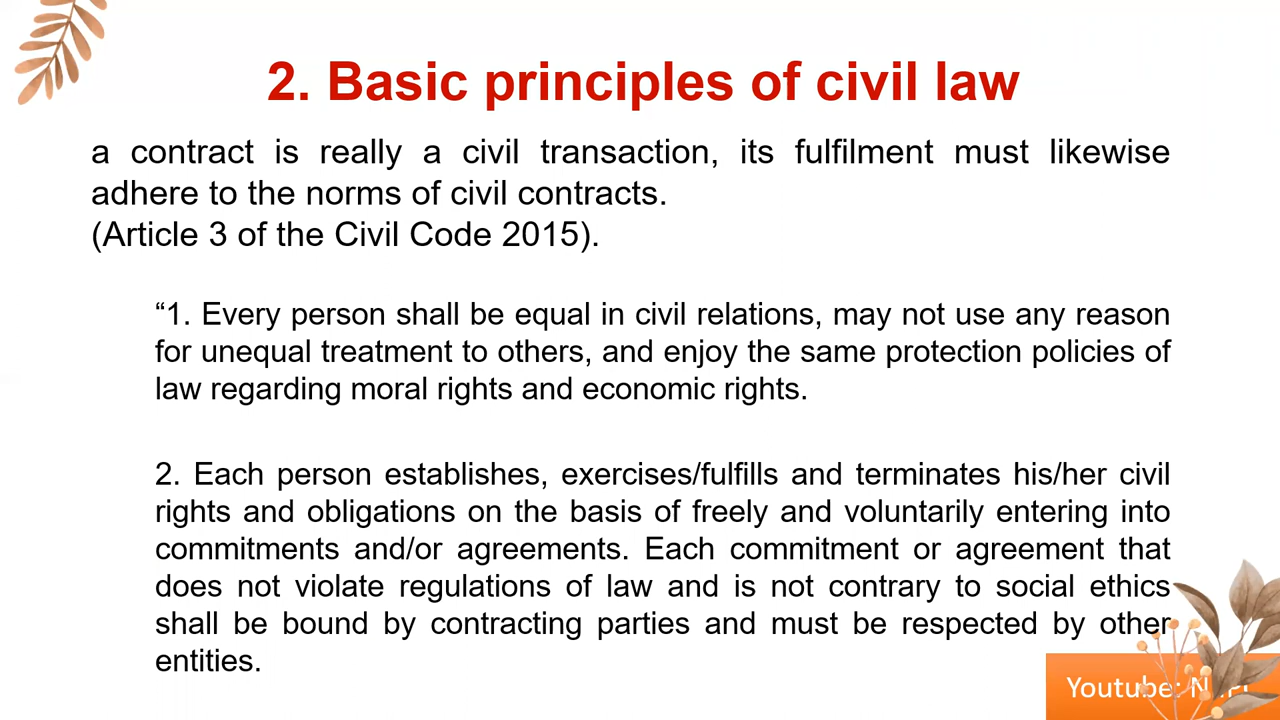 2. Basic principles of civil law
a contract is really a civil transaction, its fulfilment must likewise
adhere to the norms of civil contracts.
(Article 3 of the Civil Code 2015).
“1. Every person shall be equal in civil relations, may not use any reason
for unequal treatment to others, and enjoy the same protection policies of
law regarding moral rights and economic rights.
2. Each person establishes, exercises/fulfills and terminates his/her civil
rights and obligations on the basis of freely and voluntarily entering into
commitments and/or agreements. Each commitment or agreement that
does not violate regulations of law and is not contrary to social ethics
shall be bound by contracting parties and must be respected by other
entities.
Youtube: